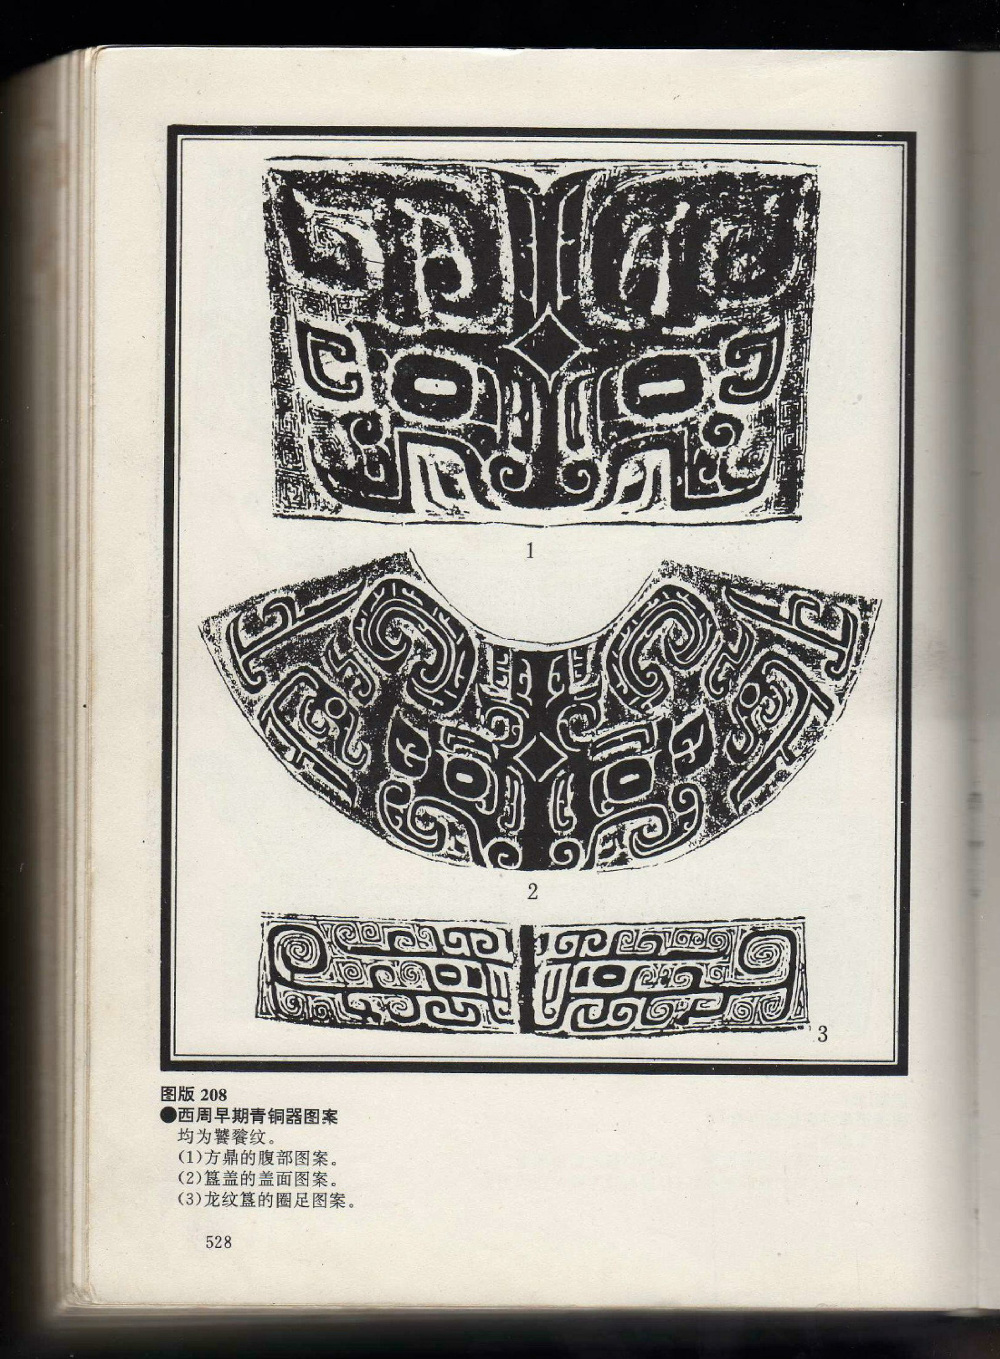 1
2
3
图版 208
●西周早期青铜器图案
均为饕餮纹。
(1)方鼎的腹部图案。
(2)簋盖的盖面图案。
(3)龙纹簋的圈足图案。
528